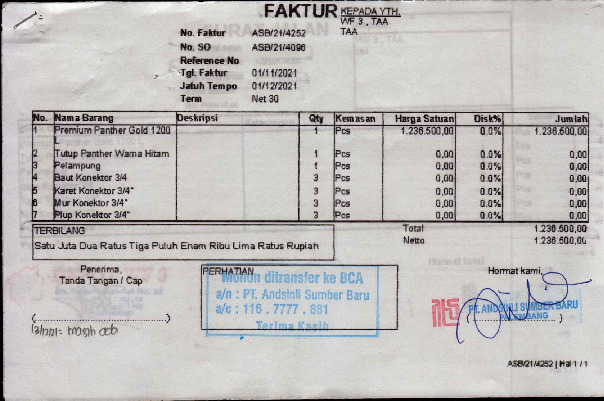 FAKTUR
KEPADA YTH.
WF 3 , TAA
TAA
No. Faktur ASB/21/4252
No. SO ASB/21/4096
Reference No
Tgl. Faktur 01/11/2021
Jatuh Tempo 01/12/2021
Term Net 30
No. Nama Barang Deskripsi Qty Kemasan Harga Satuan Disk% Jumlah
1 Premium Panther Gold 1200 L 1 Pcs 1.236.500,00 0.0% 1.236.500,00
2 Tutup Panther Warna Hitam 1 Pcs 0,00 0.0% 0,00
3 Pelampung 1 Pcs 0,00 0.0% 0,00
4 Baut Konektor 3/4 3 Pcs 0,00 0.0% 0,00
5 Karet Konektor 3/4" 3 Pcs 0,00 0.0% 0,00
6 Mur Konektor 3/4" 3 Pcs 0,00 0.0% 0,00
7 Plup Konektor 3/4" 3 Pcs 0,00 0.0% 0,00
TERBILANG
Satu Juta Dua Ratus Tiga Puluh Enam Ribu Lima Ratus Rupiah
Total 1.236.500,00
Netto 1.236.500,00
Penerima,
Tanda Tangan / Cap
PERHATIAN
Mohon ditransfer ke BCA
a/n : PT. Andsinli Sumber Baru
a/c : 116 . 7777 . 881
Terima Kasih
Hormat kami,
PT. ANDSINLI SUMBER BARU
PALEMBANG
ASB/21/4252 | Hal 1 / 1